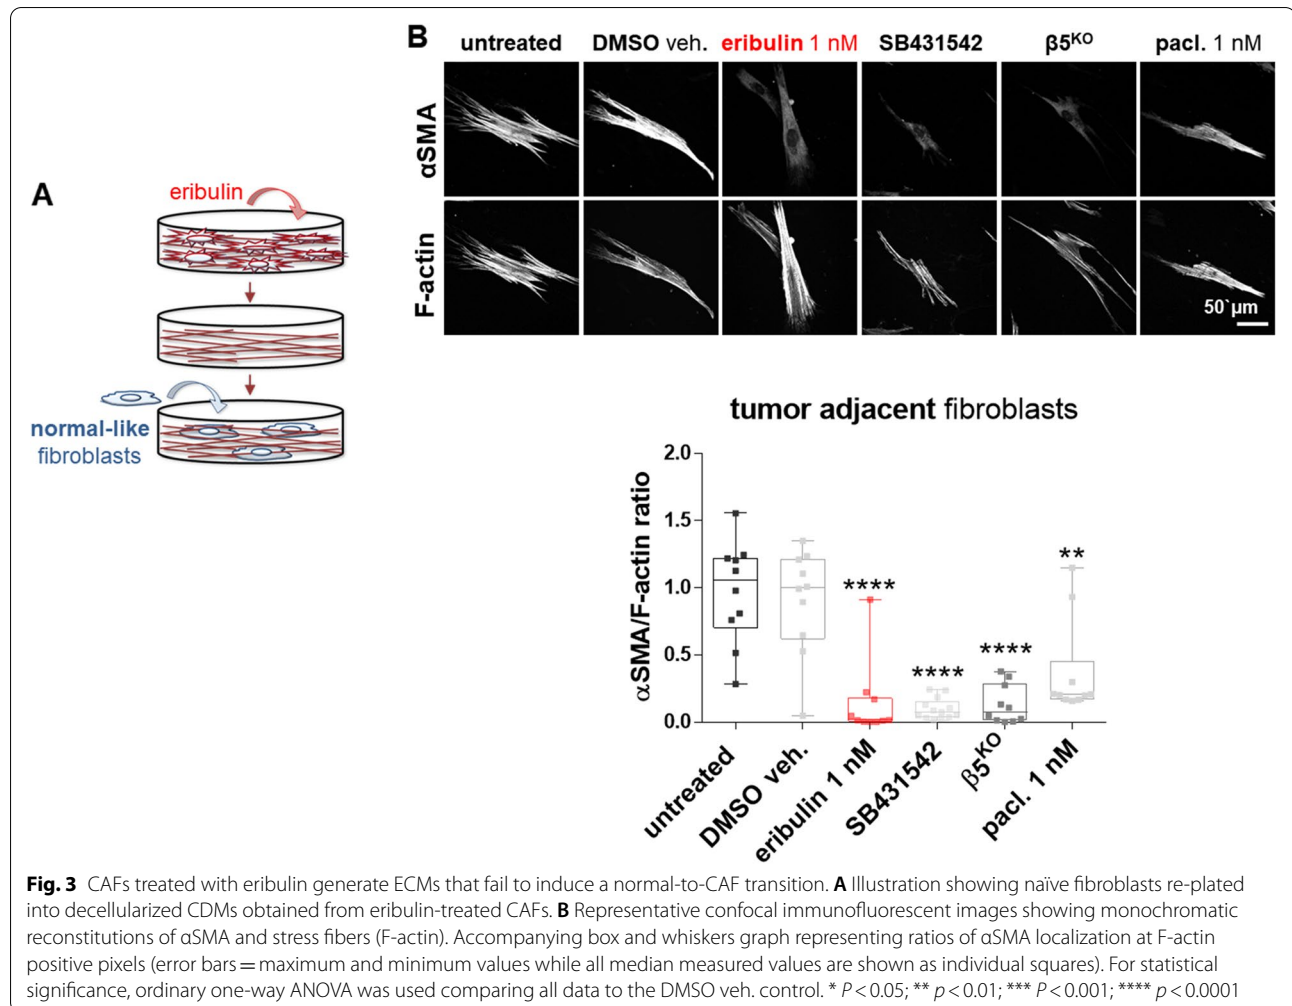 A
eribulin
normal-like
fibroblasts
B
untreated DMSO veh. eribulin 1 nM SB431542 β5ᴷᴼ pacl. 1 nM
αSMA
F-actin
50`µm
tumor adjacent fibroblasts
αSMA/F-actin ratio
2.0
1.5
1.0
0.5
0.0
****
****
****
**
untreated
DMSO veh.
eribulin 1 nM
SB431542
β5ᴷᴼ
pacl. 1 nM
Fig. 3 CAFs treated with eribulin generate ECMs that fail to induce a normal-to-CAF transition. A Illustration showing naïve fibroblasts re-plated
into decellularized CDMs obtained from eribulin-treated CAFs. B Representative confocal immunofluorescent images showing monochromatic
reconstitutions of αSMA and stress fibers (F-actin). Accompanying box and whiskers graph representing ratios of αSMA localization at F-actin
positive pixels (error bars = maximum and minimum values while all median measured values are shown as individual squares). For statistical
significance, ordinary one-way ANOVA was used comparing all data to the DMSO veh. control. * P < 0.05; ** p < 0.01; *** P < 0.001; **** p < 0.0001